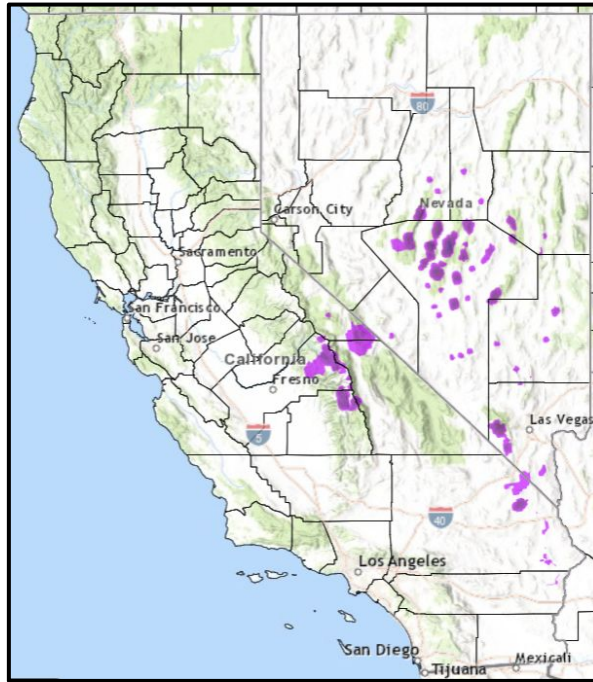 80
Nevada
Carson City
Sacramento
San Francisco
San Jose
California
Fresno
Las Vegas
5
40
Los Angeles
San Diego
Mexicali
Tijuana